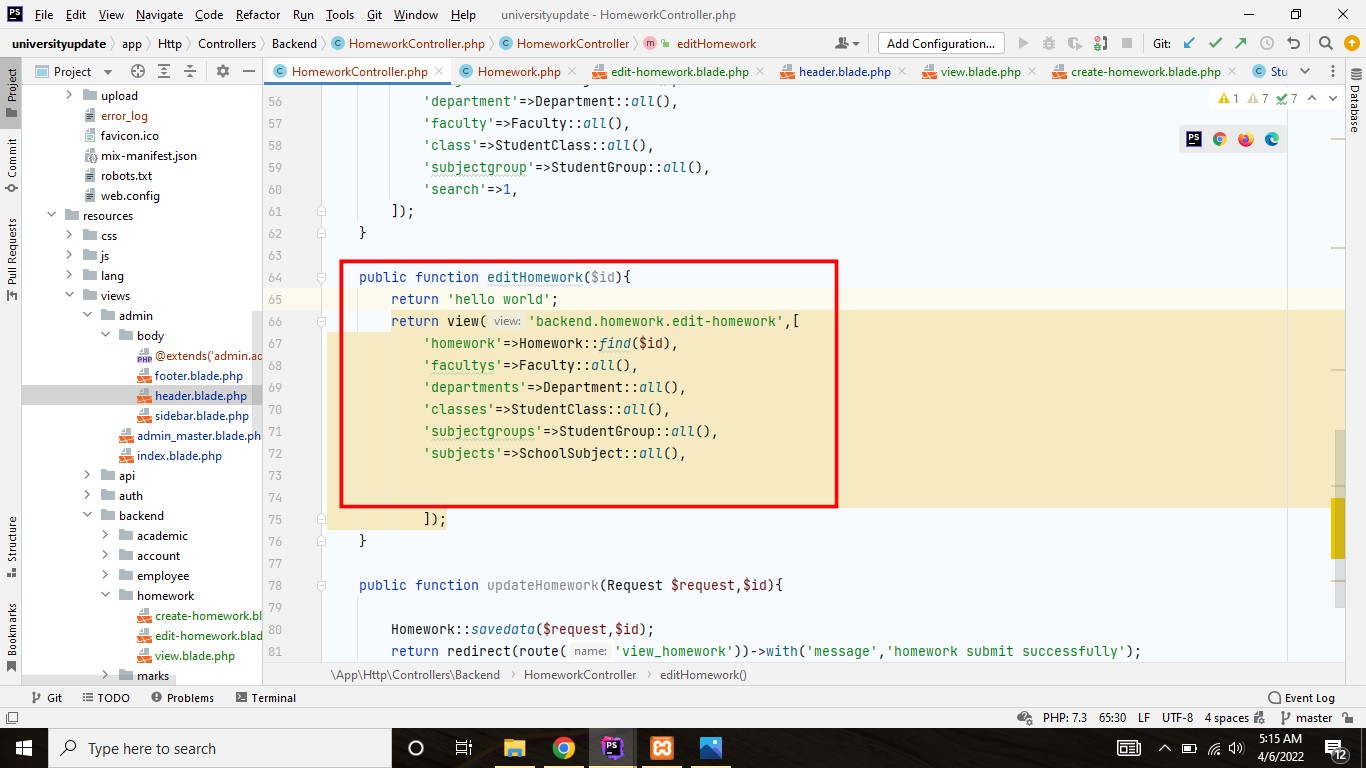 File Edit View Navigate Code Refactor Run Tools Git Window Help universityupdate - HomeworkController.php
universityupdate app Http Controllers Backend HomeworkController.php HomeworkController editHomework Add Configuration... Git:
Project HomeworkController.php Homework.php edit-homework.blade.php header.blade.php view.blade.php create-homework.blade.php Stu
Project
Commit
Pull Requests
Structure
Bookmarks
upload
error_log
favicon.ico
mix-manifest.json
robots.txt
web.config
resources
css
js
lang
views
admin
body
@extends('admin.ad
footer.blade.php
header.blade.php
sidebar.blade.php
admin_master.blade.ph
index.blade.php
api
auth
backend
academic
account
employee
homework
create-homework.bl
edit-homework.blad
view.blade.php
marks
1 7 7
56 'department'=>Department::all(),
57 'faculty'=>Faculty::all(),
58 'class'=>StudentClass::all(),
59 'subjectgroup'=>StudentGroup::all(),
60 'search'=>1,
61 ]);
62 }
63
64 public function editHomework($id){
65 return 'hello world';
66 return view( view: 'backend.homework.edit-homework',[
67 'homework'=>Homework::find($id),
68 'facultys'=>Faculty::all(),
69 'departments'=>Department::all(),
70 'classes'=>StudentClass::all(),
71 'subjectgroups'=>StudentGroup::all(),
72 'subjects'=>SchoolSubject::all(),
73
74
75 ]);
76 }
77
78 public function updateHomework(Request $request,$id){
79
80 Homework::savedata($request,$id);
81 return redirect(route( name: 'view_homework'))->with('message','homework submit successfully');
Database
\App\Http\Controllers\Backend HomeworkController editHomework()
Git TODO Problems Terminal Event Log
PHP: 7.3 65:30 LF UTF-8 4 spaces master
Type here to search
5:15 AM
4/6/2022
12